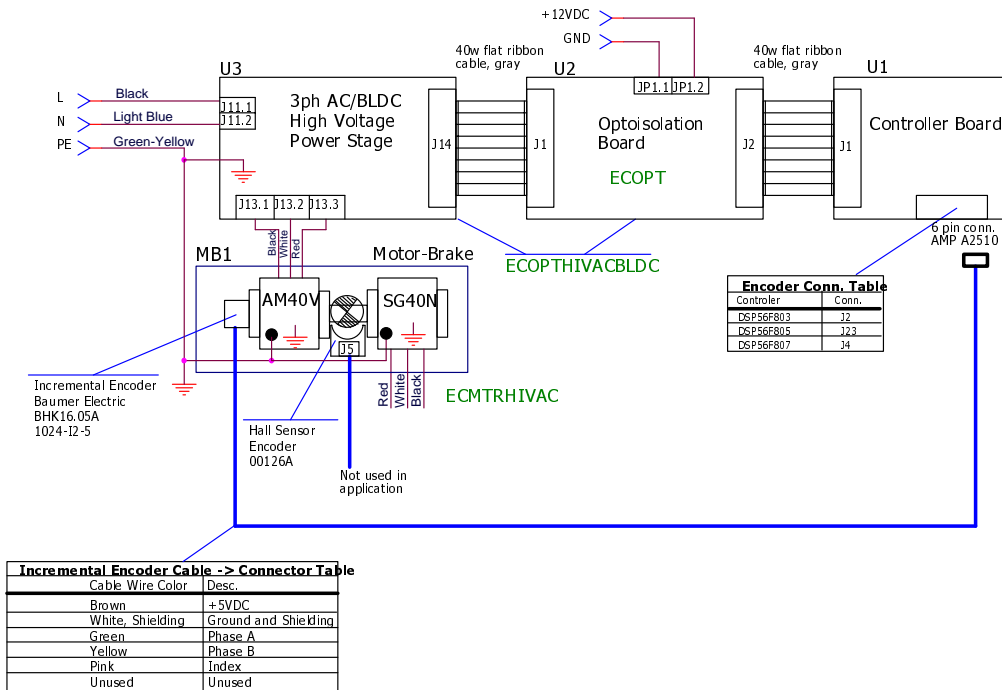 +12VDC
GND
40w flat ribbon
cable, gray
40w flat ribbon
cable, gray
U3
U2
U1
JP1.1
JP1.2
L
Black
N
Light Blue
PE
Green-Yellow
J11.1
J11.2
3ph AC/BLDC
High Voltage
Power Stage
J14
J1
Optoisolation
Board
ECOPT
J2
J1
Controller Board
J13.1
J13.2
J13.3
Black
White
Red
6 pin conn.
AMP A2510
MB1
Motor-Brake
ECOPTHIVACBLDC
AM40V
SG40N
J5
Encoder Conn. Table
Controler Conn.
DSP56F803 J2
DSP56F805 J23
DSP56F807 J4
Incremental Encoder
Baumer Electric
BHK16.05A
1024-I2-5
Red
White
Black
ECMTRHIVAC
Hall Sensor
Encoder
00126A
Not used in
application
Incremental Encoder Cable -> Connector Table
Cable Wire Color Desc.
Brown +5VDC
White, Shielding Ground and Shielding
Green Phase A
Yellow Phase B
Pink Index
Unused Unused